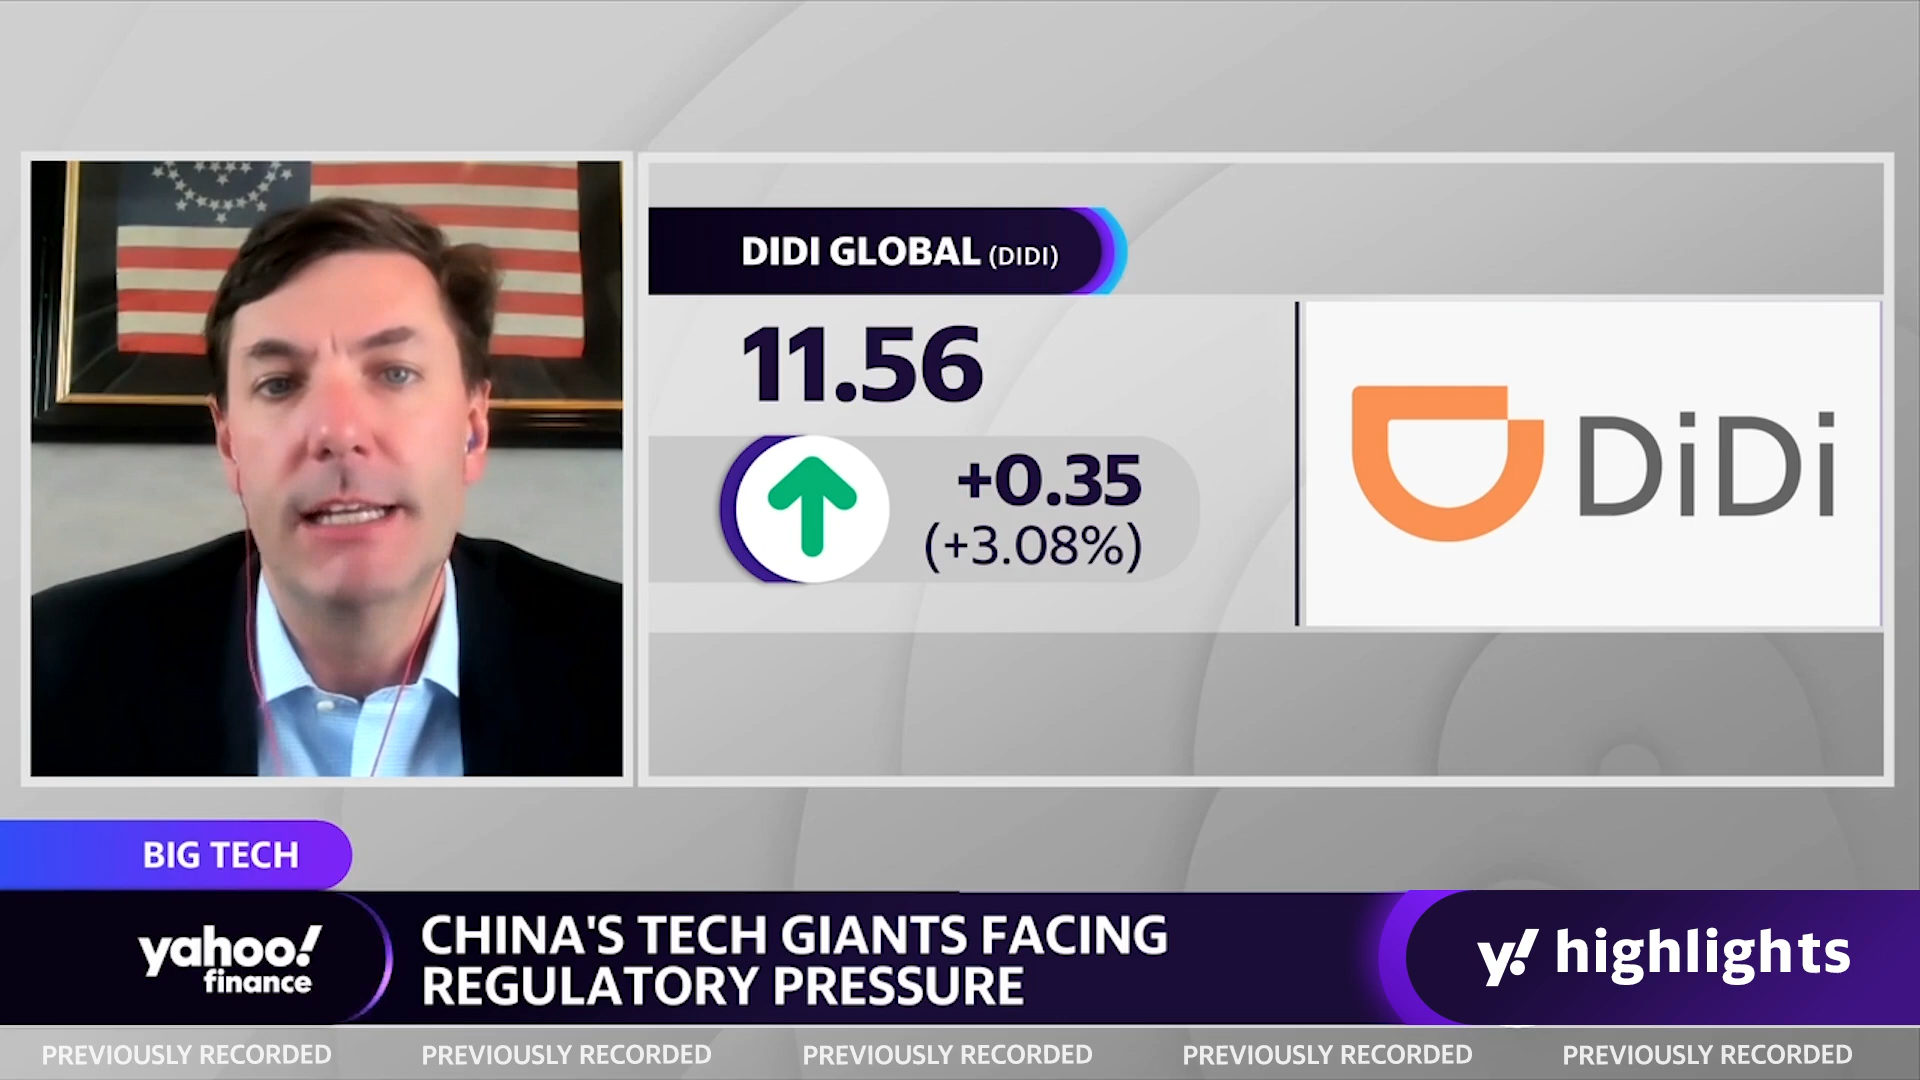 DIDI GLOBAL (DIDI)
11.56
+0.35
(+3.08%)
DiDi
BIG TECH
yahoo!
finance
CHINA'S TECH GIANTS FACING
REGULATORY PRESSURE
y! highlights
PREVIOUSLY RECORDED PREVIOUSLY RECORDED PREVIOUSLY RECORDED PREVIOUSLY RECORDED PREVIOUSLY RECORDED